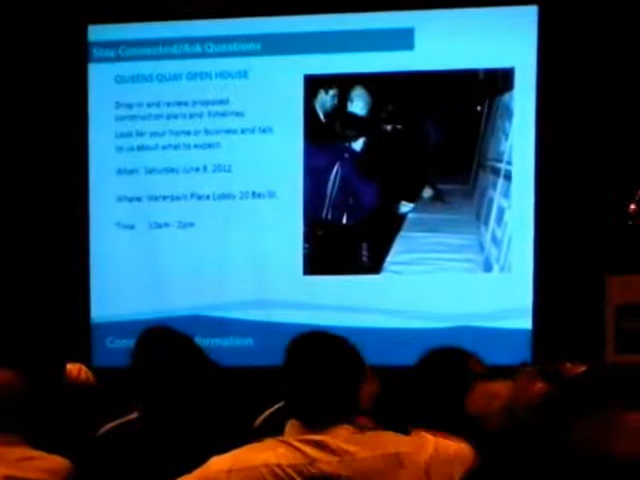 Stay Connected/Ask Questions
QUEENS QUAY OPEN HOUSE
Drop-in and review proposed
construction plans and timelines.
Look for your home or business and talk
to us about what to expect.
When: Saturday June 9, 2012
Where: Waterpark Place Lobby 20 Bay St.
Time: 10am - 2pm